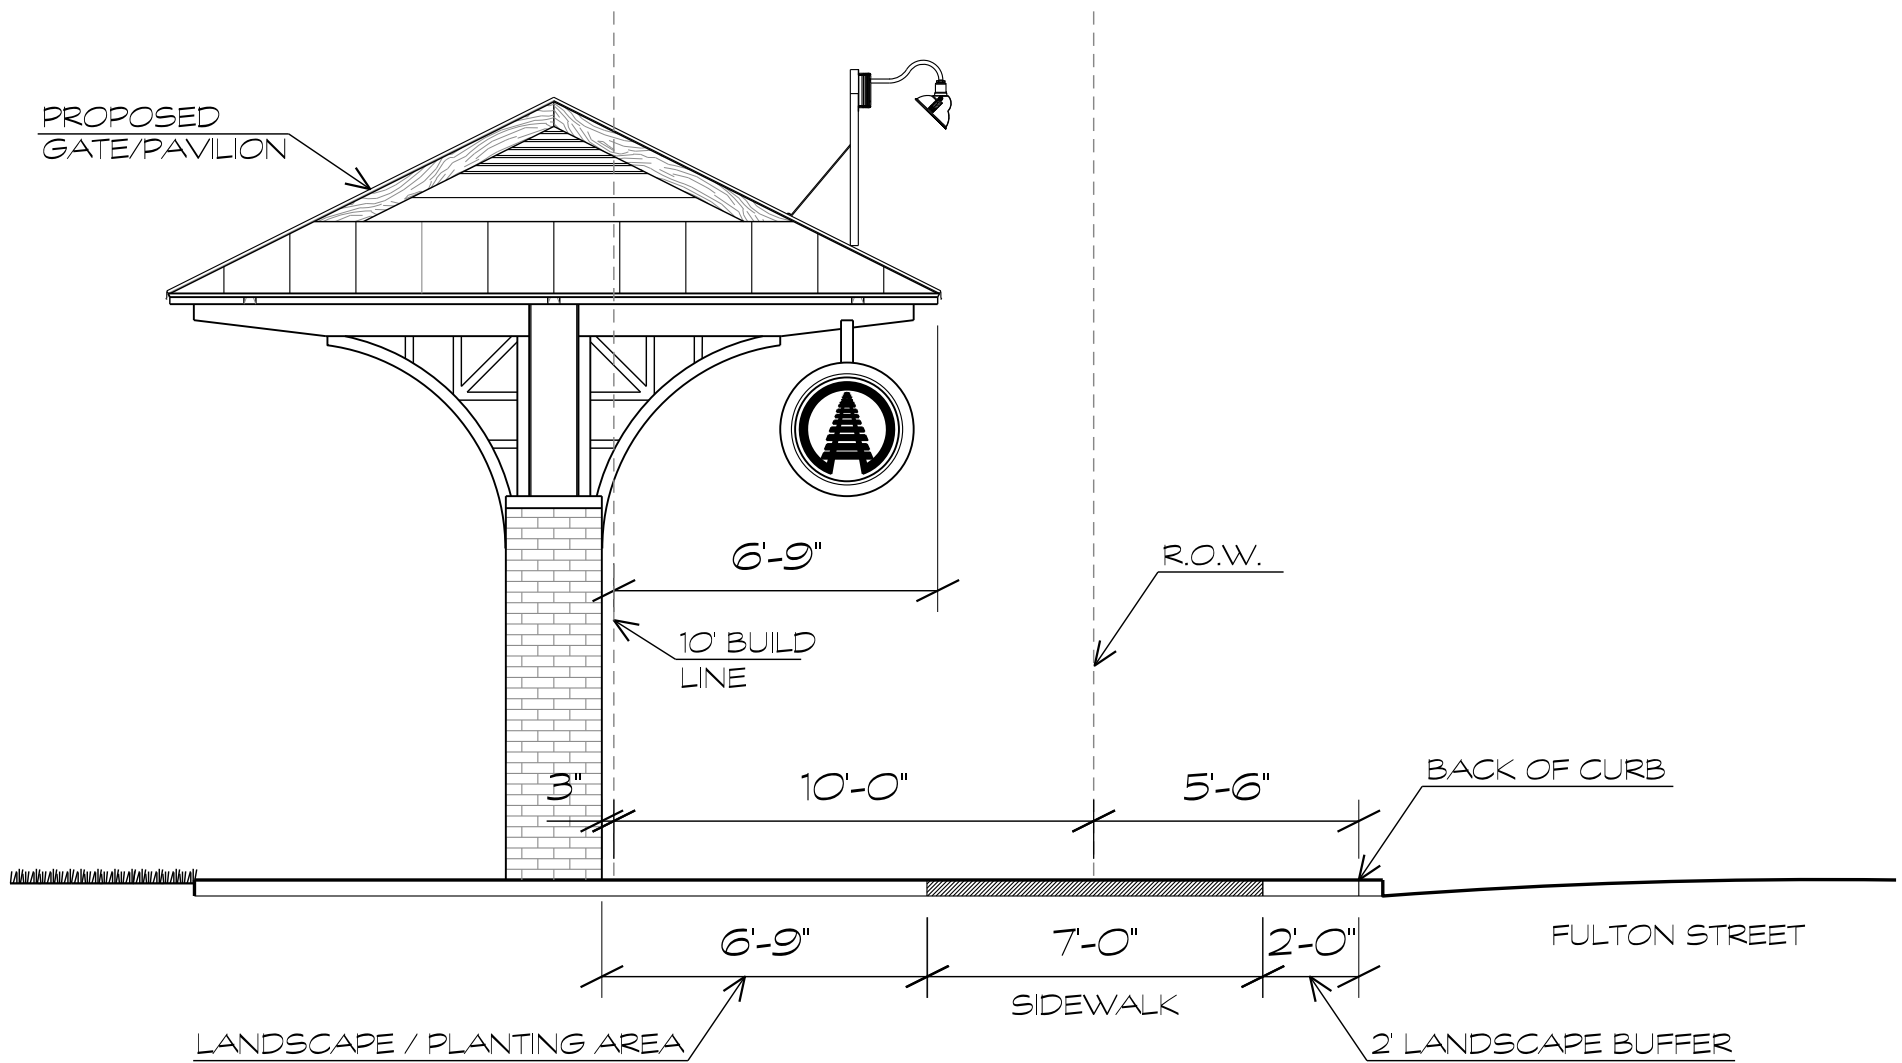 PROPOSED
GATE/PAVILION
6'-9"
R.O.W.
10' BUILD
LINE
3"
10'-0"
5'-6"
BACK OF CURB
6'-9"
7'-0"
2'-0"
FULTON STREET
SIDEWALK
LANDSCAPE / PLANTING AREA
2' LANDSCAPE BUFFER